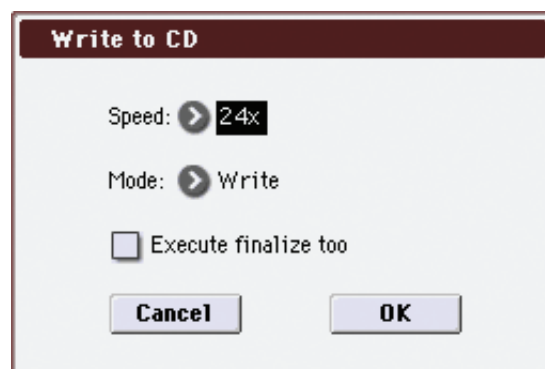 Write to CD
Speed: 24x
Mode: Write
Execute finalize too
Cancel OK